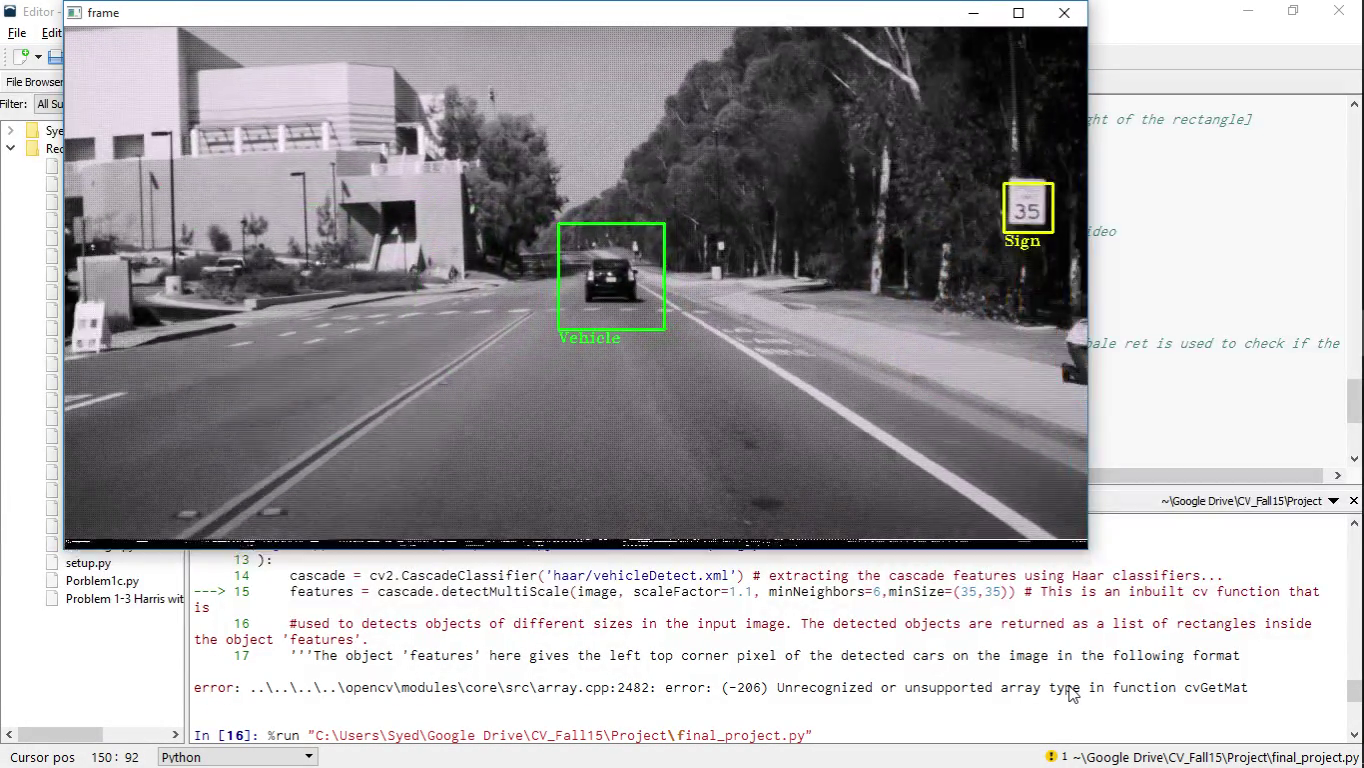 Editor -
frame
File
Edit
File Browser
Filter:
All Su
Sye
Rec
ght of the rectangle]
ideo
35
Sign
Vehicle
ale ret is used to check if the
~\Google Drive\CV_Fall15\Project
setup.py
Porblem1c.py
Problem 1-3 Harris wit
13 ):
14 cascade = cv2.CascadeClassifier('haar/vehicleDetect.xml') # extracting the cascade features using Haar classifiers...
---> 15 features = cascade.detectMultiScale(image, scaleFactor=1.1, minNeighbors=6,minSize=(35,35)) # This is an inbuilt cv function that
is
16 #used to detects objects of different sizes in the input image. The detected objects are returned as a list of rectangles inside
the object 'features'.
17 '''The object 'features' here gives the left top corner pixel of the detected cars on the image in the following format
error: ..\..\..\..\opencv\modules\core\src\array.cpp:2482: error: (-206) Unrecognized or unsupported array type in function cvGetMat
In [16]: %run "C:\Users\Syed\Google Drive\CV_Fall15\Project\final_project.py"
Cursor pos 150: 92 Python
1 ~\Google Drive\CV_Fall15\Project\final_project.py